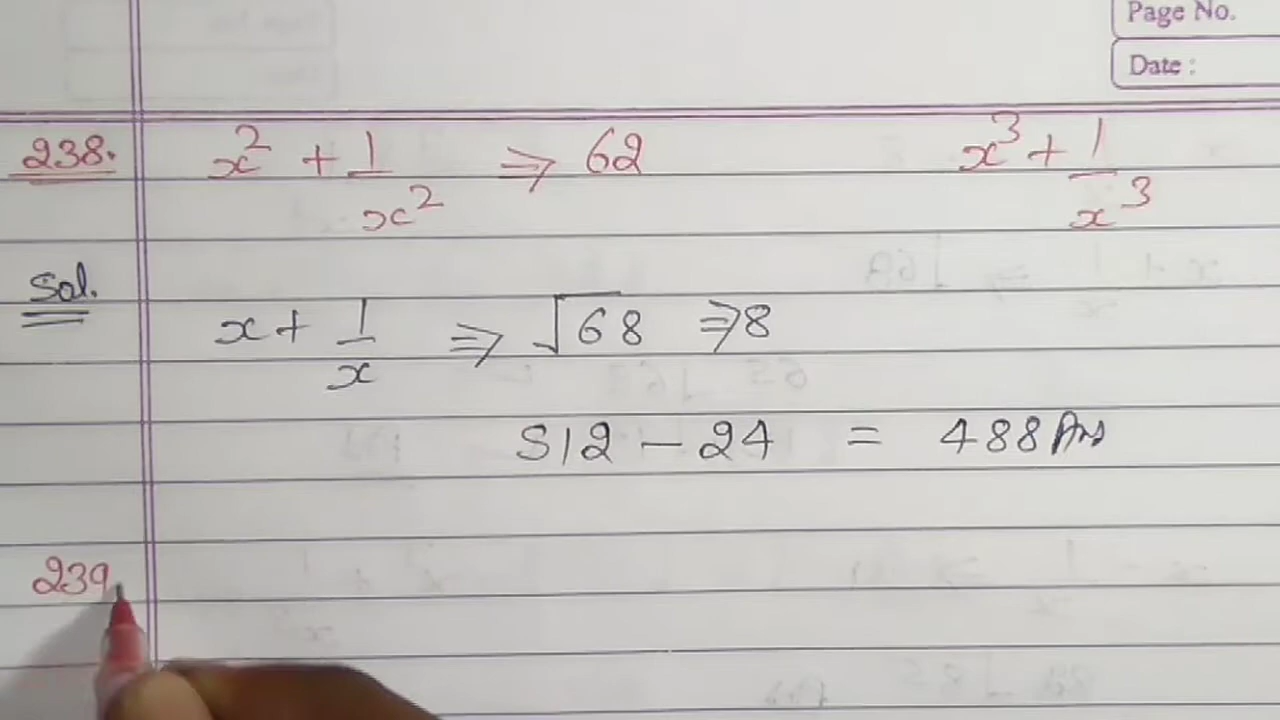 Page No.
Date :
238. x² + 1/x² ⇒ 62 x³ + 1/x³
Sol.
x + 1/x ⇒ √68 ⇒ 8
512 – 24 = 488 Ans
239.